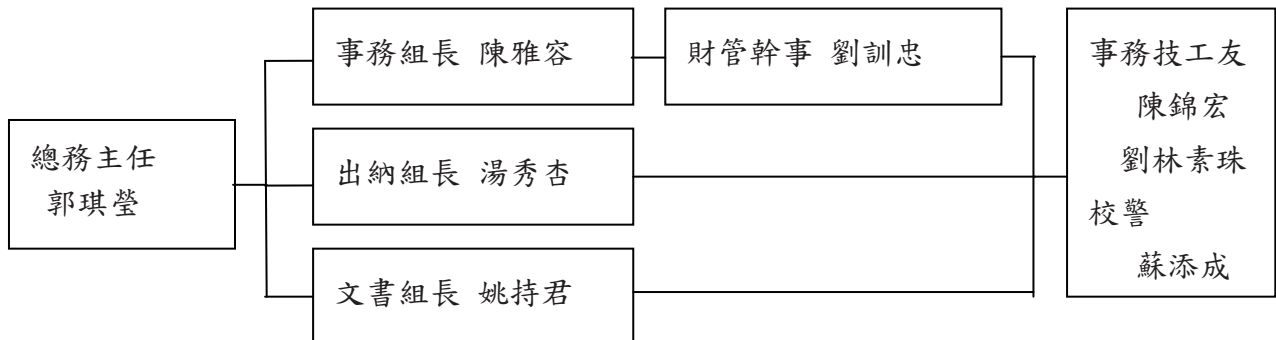 總務主任
郭琪瑩
事務組長 陳雅容
財管幹事 劉訓忠
出納組長 湯秀杏
文書組長 姚持君
事務技工友
陳錦宏
劉林素珠
校警
蘇添成